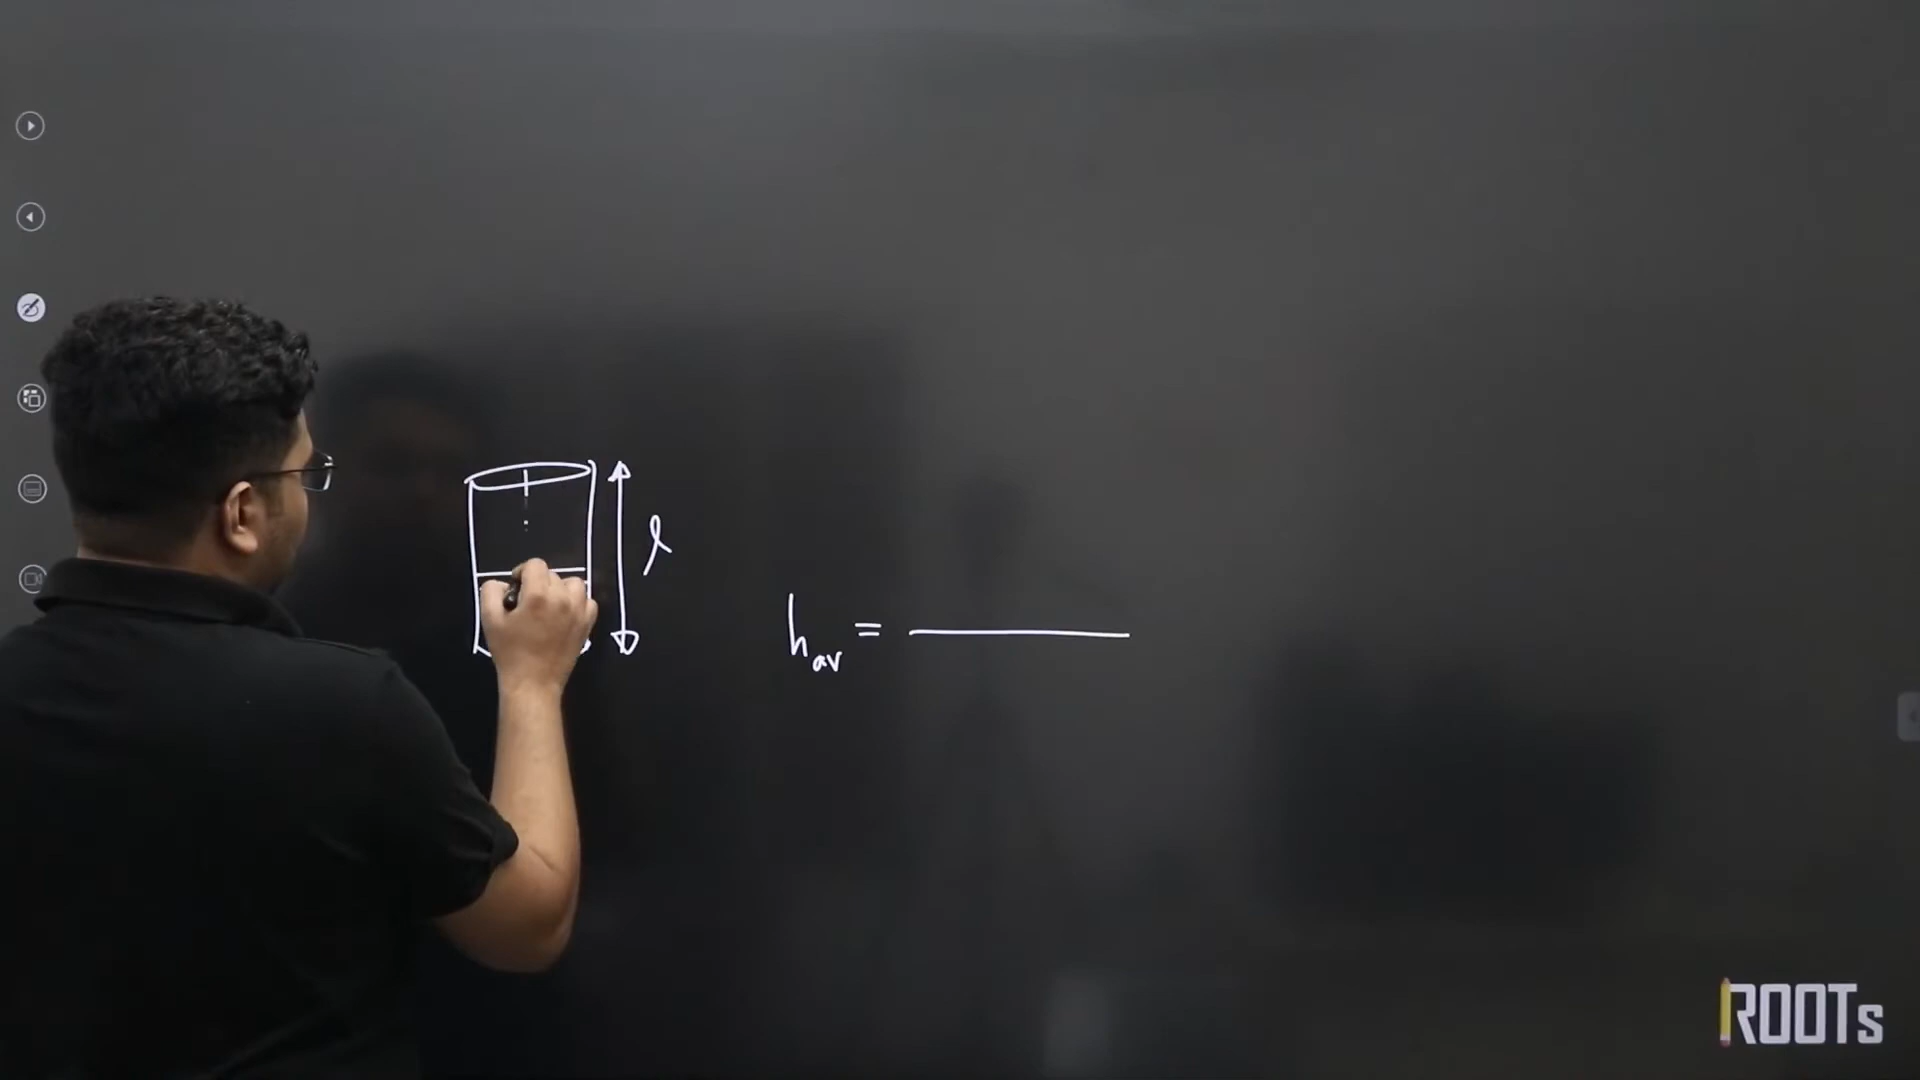 l
h_av =
ROOTs